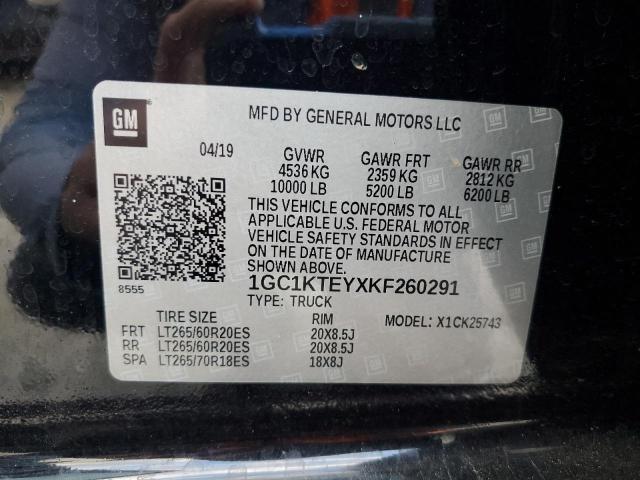 GM
MFD BY GENERAL MOTORS LLC
04/19 GVWR GAWR FRT GAWR RR
4536 KG 2359 KG 2812 KG
10000 LB 5200 LB 6200 LB
THIS VEHICLE CONFORMS TO ALL
APPLICABLE U.S. FEDERAL MOTOR
VEHICLE SAFETY STANDARDS IN EFFECT
ON THE DATE OF MANUFACTURE
SHOWN ABOVE.
8555 1GC1KTEYXKF260291
TYPE: TRUCK
TIRE SIZE RIM MODEL: X1CK25743
FRT LT265/60R20ES 20X8.5J
RR LT265/60R20ES 20X8.5J
SPA LT265/70R18ES 18X8J